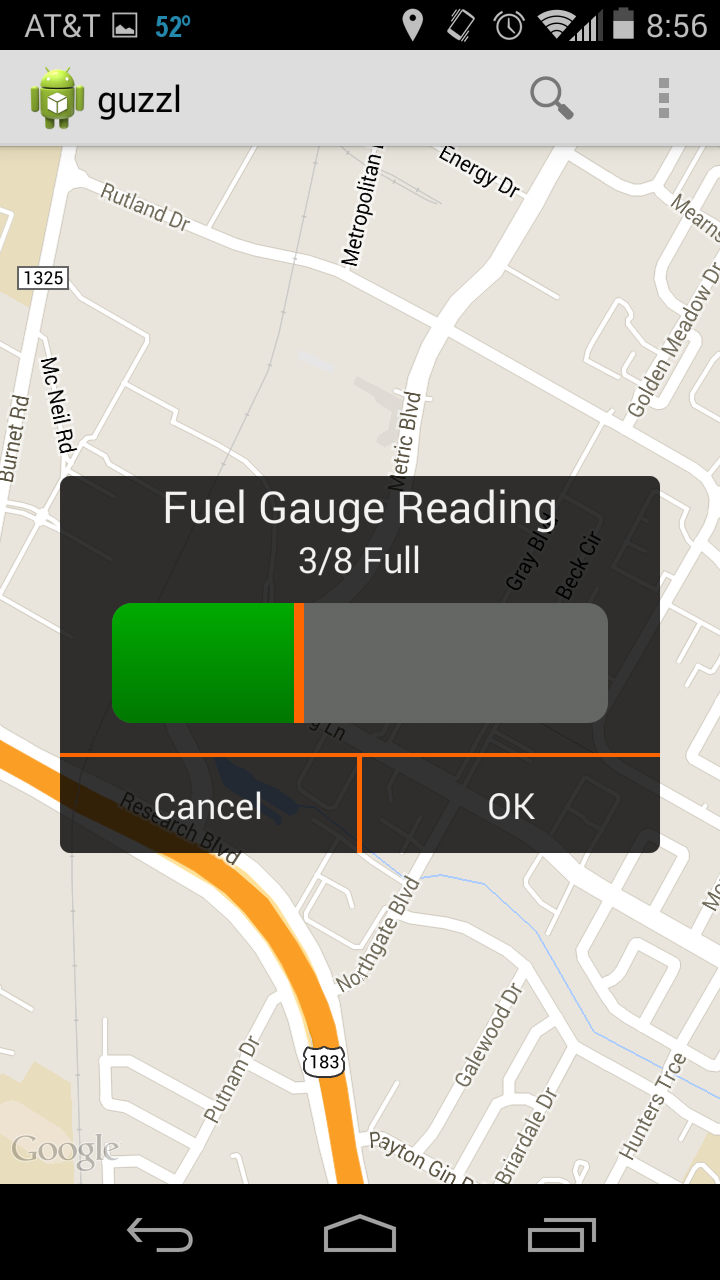 AT&T 52° 8:56
guzzl
Energy Dr
Rutland Dr
Metropolitan
Mearns
1325
Golden Meadow Dr
Mc Neil Rd
Burnet Rd
Metric Blvd
Fuel Gauge Reading
3/8 Full
Gray Blvd
Beck Cir
Ln
Cancel
OK
Research Blvd
Northgate Blvd
Galewood Dr
183
Putnam Dr
Hunters Trce
Briardale Dr
Payton Gin
Google